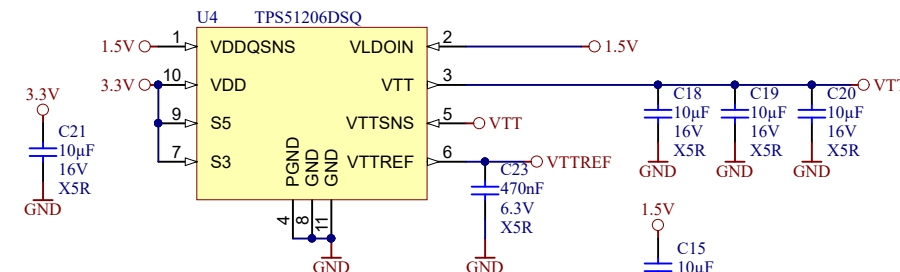 U4 TPS51206DSQ
1.5V 1 VDDQSNS VLDOIN 2 1.5V
3.3V 10 VDD VTT 3 VTT
9 S5 VTTSNS 5 VTT
7 S3 VTTREF 6 VTTREF
PGND GND GND
4 8 11
GND
3.3V
C21
10µF
16V
X5R
GND
C23
470nF
6.3V
X5R
GND
C18
10µF
16V
X5R
GND
C19
10µF
16V
X5R
GND
C20
10µF
16V
X5R
GND
1.5V
C15
10µF